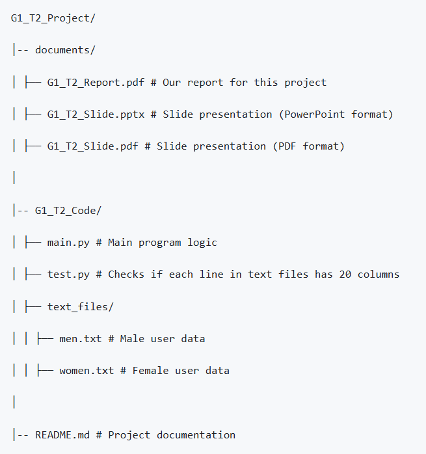 G1_T2_Project/
|-- documents/
│ ├── G1_T2_Report.pdf # Our report for this project
│ ├── G1_T2_Slide.pptx # Slide presentation (PowerPoint format)
│ ├── G1_T2_Slide.pdf # Slide presentation (PDF format)
│
|-- G1_T2_Code/
│ ├── main.py # Main program logic
│ ├── test.py # Checks if each line in text files has 20 columns
│ ├── text_files/
│ │ ├── men.txt # Male user data
│ │ ├── women.txt # Female user data
│
|-- README.md # Project documentation